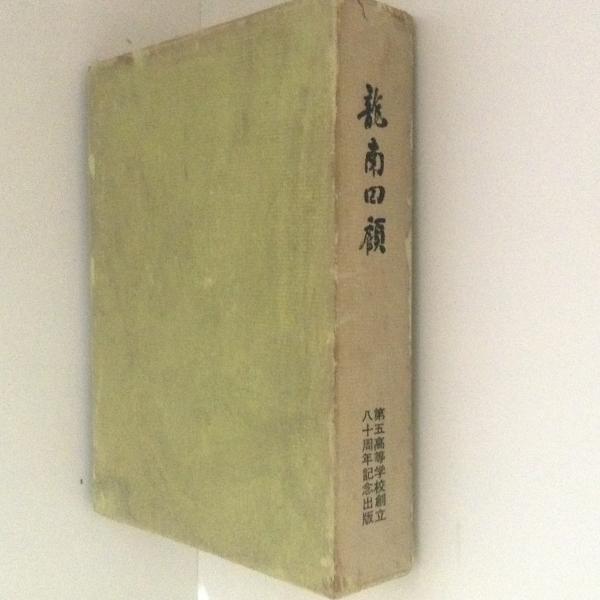 龍南回顧
第五高等学校創立
八十周年記念出版